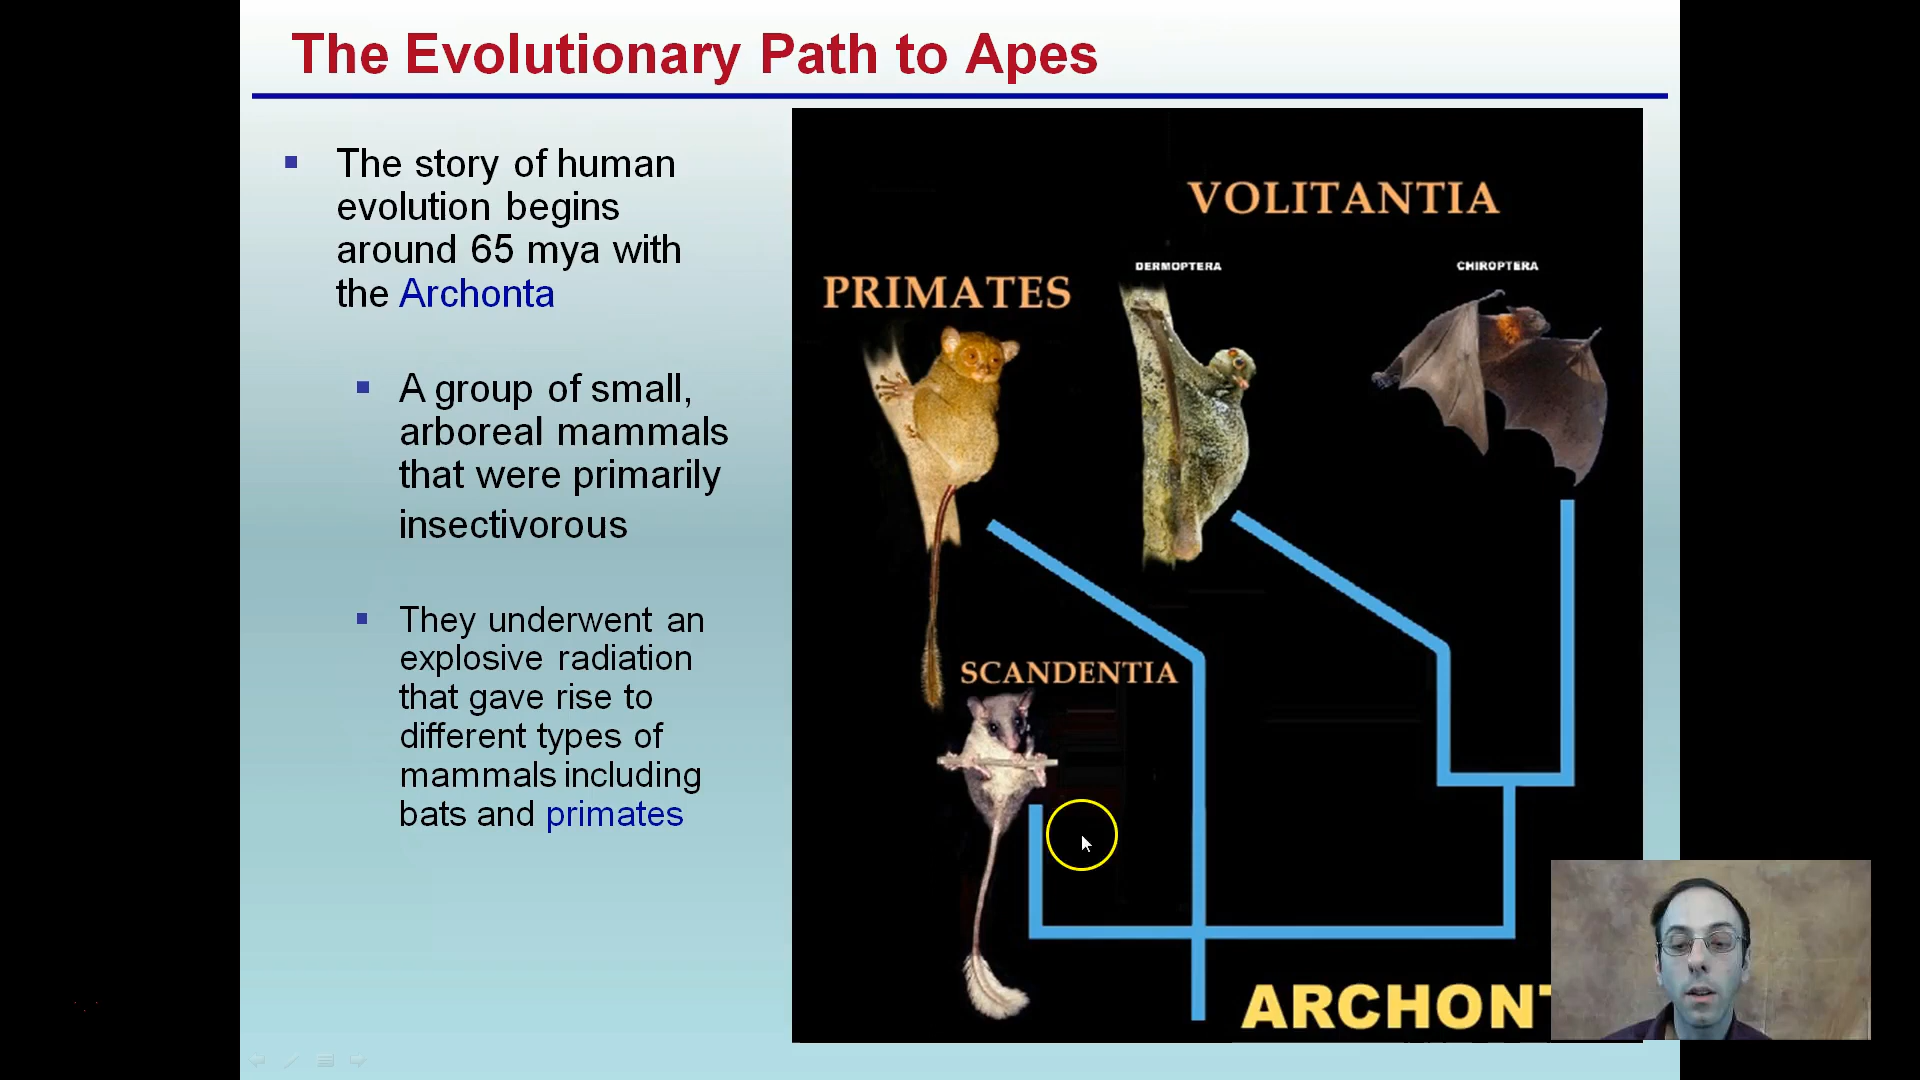 The Evolutionary Path to Apes
The story of human
evolution begins
around 65 mya with
the Archonta
A group of small,
arboreal mammals
that were primarily
insectivorous
They underwent an
explosive radiation
that gave rise to
different types of
mammals including
bats and primates
VOLITANTIA
DERMOPTERA
CHIROPTERA
PRIMATES
SCANDENTIA
ARCHONT